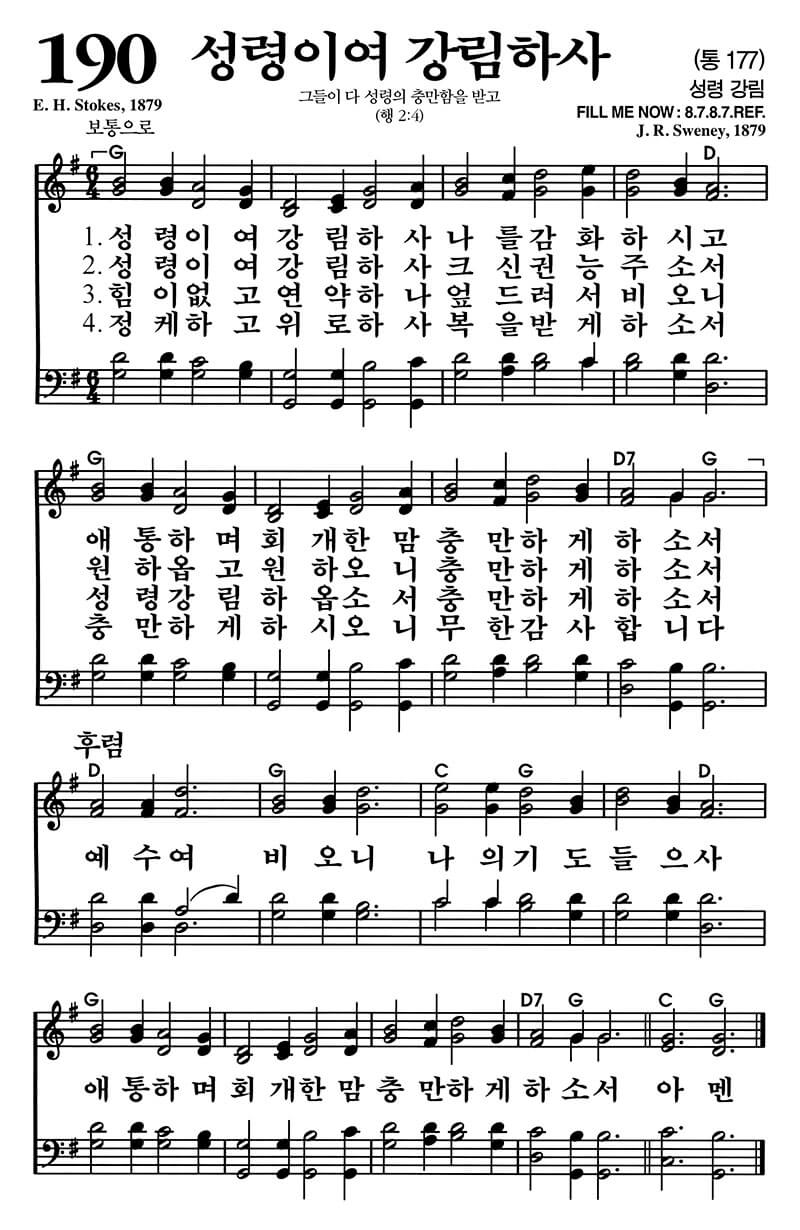 190 성령이여 강림하사 (통 177)
성령 강림
E. H. Stokes, 1879
그들이 다 성령의 충만함을 받고
(행 2:4)
FILL ME NOW : 8.7.8.7.REF.
보통으로
J. R. Sweney, 1879
G D
6 4
1. 성 령이 여 강 림하 사 나 를감 화 하 시고
2. 성 령이 여 강 림하 사 크 신권 능 주 소서
3. 힘 이없 고 연 약하 나 엎 드려 서 비 오니
4. 정 케하 고 위 로하 사 복 을받 게 하 소서
6 4
G D7 G
애 통하 며 회 개한 맘 충 만하 게 하 소서
원 하옵 고 원 하오 니 충 만하 게 하 소서
성 령강 림 하 옵소 서 충 만하 게 하 소서
충 만하 게 하 시오 니 무 한감 사 합 니다
후렴
D G C G D
예 수여 비 오니 나 의기 도 들 으사
G D7 G C G
애 통하 며 회 개한 맘 충 만하 게 하 소서 아 멘